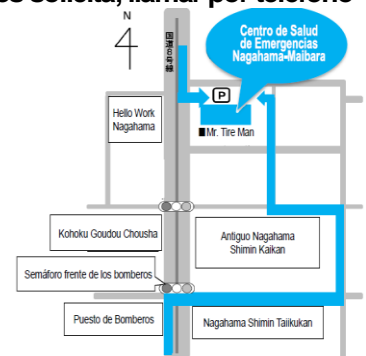 es solicita, llamar por teléfono
N
Centro de Salud
de Emergencias
Nagahama-Maibara
P
Hello Work
Nagahama
■Mr. Tire Man
Kohoku Goudou Chousha
Antiguo Nagahama
Shimin Kaikan
Semáforo frente de los bomberos
Puesto de Bomberos
Nagahama Shimin Taiikukan